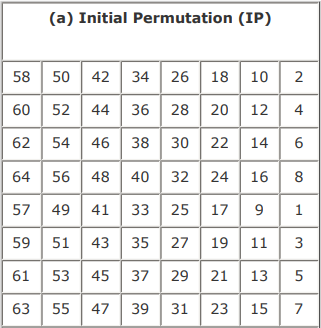 (a) Initial Permutation (IP)
58 50 42 34 26 18 10 2
60 52 44 36 28 20 12 4
62 54 46 38 30 22 14 6
64 56 48 40 32 24 16 8
57 49 41 33 25 17 9 1
59 51 43 35 27 19 11 3
61 53 45 37 29 21 13 5
63 55 47 39 31 23 15 7